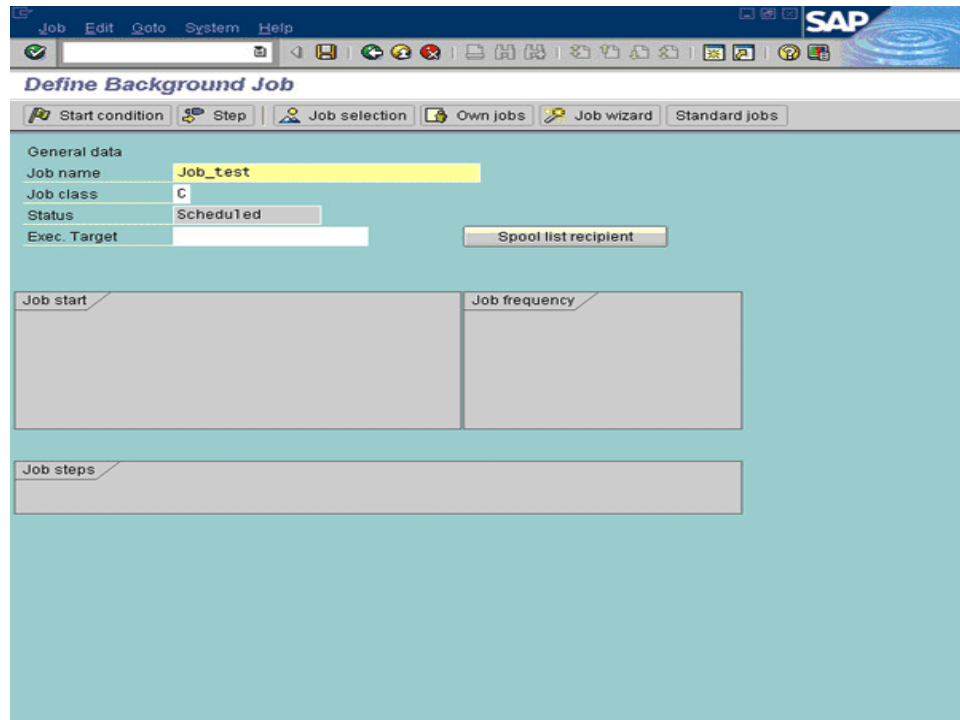 Job Edit Goto System Help
SAP
Define Background Job
Start condition Step Job selection Own jobs Job wizard Standard jobs
General data
Job name Job_test
Job class C
Status Scheduled
Exec. Target Spool list recipient
Job start Job frequency
Job steps